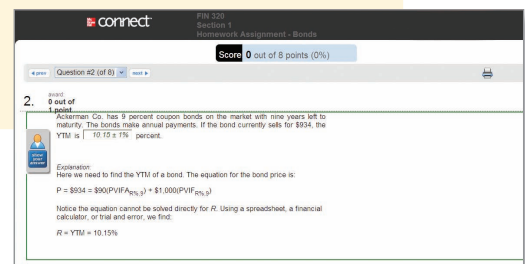 connect
FIN 320
Section 1
Homework Assignment - Bonds
Score 0 out of 8 points (0%)
prev Question #2 (of 8) next
2.
award:
0 out of
1 point
Ackerman Co. has 9 percent coupon bonds on the market with nine years left to
maturity. The bonds make annual payments. If the bond currently sells for $934, the
YTM is 10.15 ± 1% percent.
show
your
answer
Explanation:
Here we need to find the YTM of a bond. The equation for the bond price is:
P = $934 = $90(PVIFA_R%,9) + $1,000(PVIF_R%,9)
Notice the equation cannot be solved directly for R. Using a spreadsheet, a financial
calculator, or trial and error, we find:
R = YTM = 10.15%